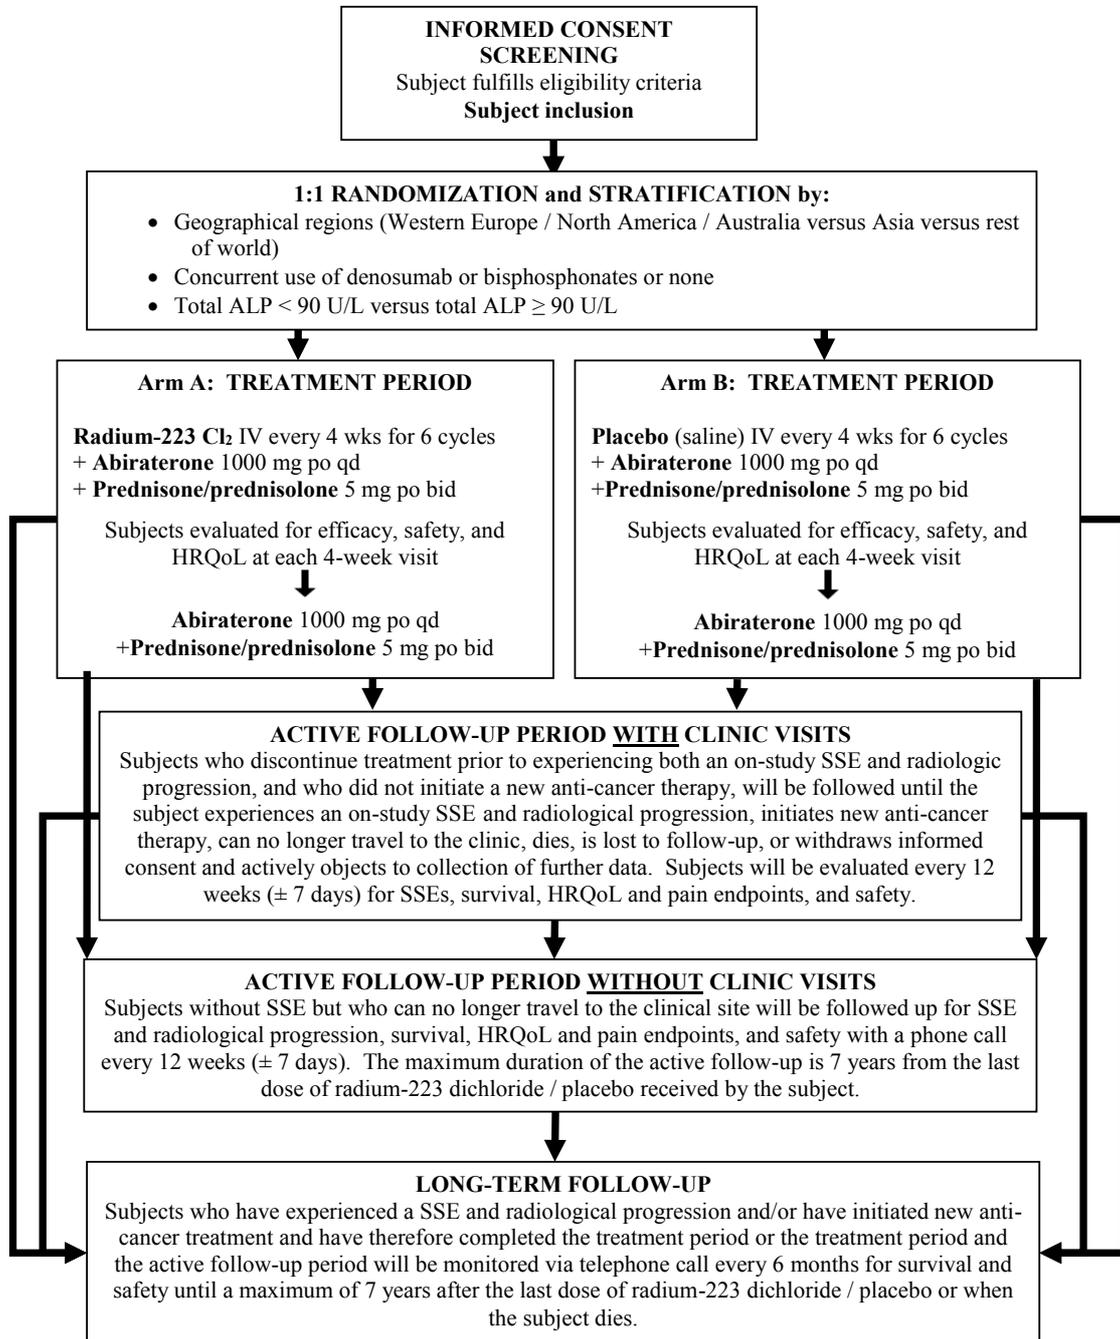 INFORMED CONSENT
SCREENING
Subject fulfills eligibility criteria
Subject inclusion
1:1 RANDOMIZATION and STRATIFICATION by:
• Geographical regions (Western Europe / North America / Australia versus Asia versus rest
of world)
• Concurrent use of denosumab or bisphosphonates or none
• Total ALP < 90 U/L versus total ALP ≥ 90 U/L
Arm A: TREATMENT PERIOD
Radium-223 Cl₂ IV every 4 wks for 6 cycles
+ Abiraterone 1000 mg po qd
+ Prednisone/prednisolone 5 mg po bid
Subjects evaluated for efficacy, safety, and
HRQoL at each 4-week visit
Abiraterone 1000 mg po qd
+Prednisone/prednisolone 5 mg po bid
Arm B: TREATMENT PERIOD
Placebo (saline) IV every 4 wks for 6 cycles
+ Abiraterone 1000 mg po qd
+Prednisone/prednisolone 5 mg po bid
Subjects evaluated for efficacy, safety, and
HRQoL at each 4-week visit
Abiraterone 1000 mg po qd
+Prednisone/prednisolone 5 mg po bid
ACTIVE FOLLOW-UP PERIOD WITH CLINIC VISITS
Subjects who discontinue treatment prior to experiencing both an on-study SSE and radiologic
progression, and who did not initiate a new anti-cancer therapy, will be followed until the
subject experiences an on-study SSE and radiological progression, initiates new anti-cancer
therapy, can no longer travel to the clinic, dies, is lost to follow-up, or withdraws informed
consent and actively objects to collection of further data. Subjects will be evaluated every 12
weeks (± 7 days) for SSEs, survival, HRQoL and pain endpoints, and safety.
ACTIVE FOLLOW-UP PERIOD WITHOUT CLINIC VISITS
Subjects without SSE but who can no longer travel to the clinical site will be followed up for SSE
and radiological progression, survival, HRQoL and pain endpoints, and safety with a phone call
every 12 weeks (± 7 days). The maximum duration of the active follow-up is 7 years from the last
dose of radium-223 dichloride / placebo received by the subject.
LONG-TERM FOLLOW-UP
Subjects who have experienced a SSE and radiological progression and/or have initiated new anti-
cancer treatment and have therefore completed the treatment period or the treatment period and
the active follow-up period will be monitored via telephone call every 6 months for survival and
safety until a maximum of 7 years after the last dose of radium-223 dichloride / placebo or when
the subject dies.